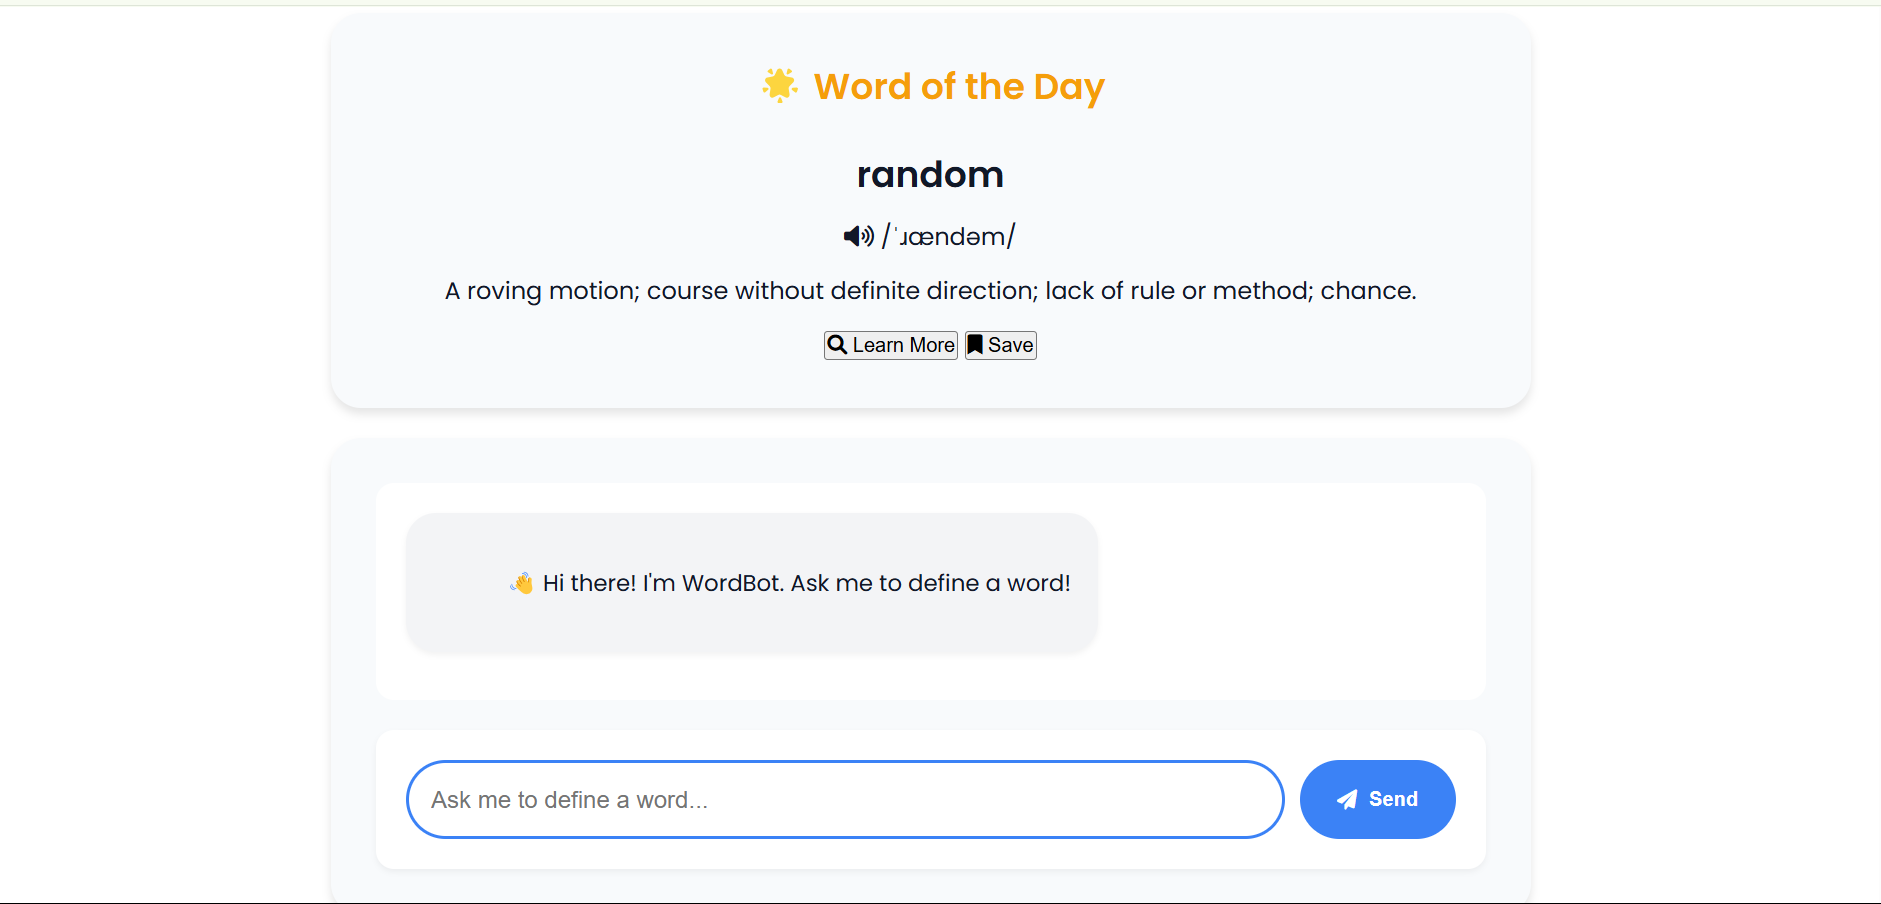 🌟 Word of the Day
random
/ˈɹændəm/
A roving motion; course without definite direction; lack of rule or method; chance.
Learn More Save
👋 Hi there! I'm WordBot. Ask me to define a word!
Ask me to define a word... Send